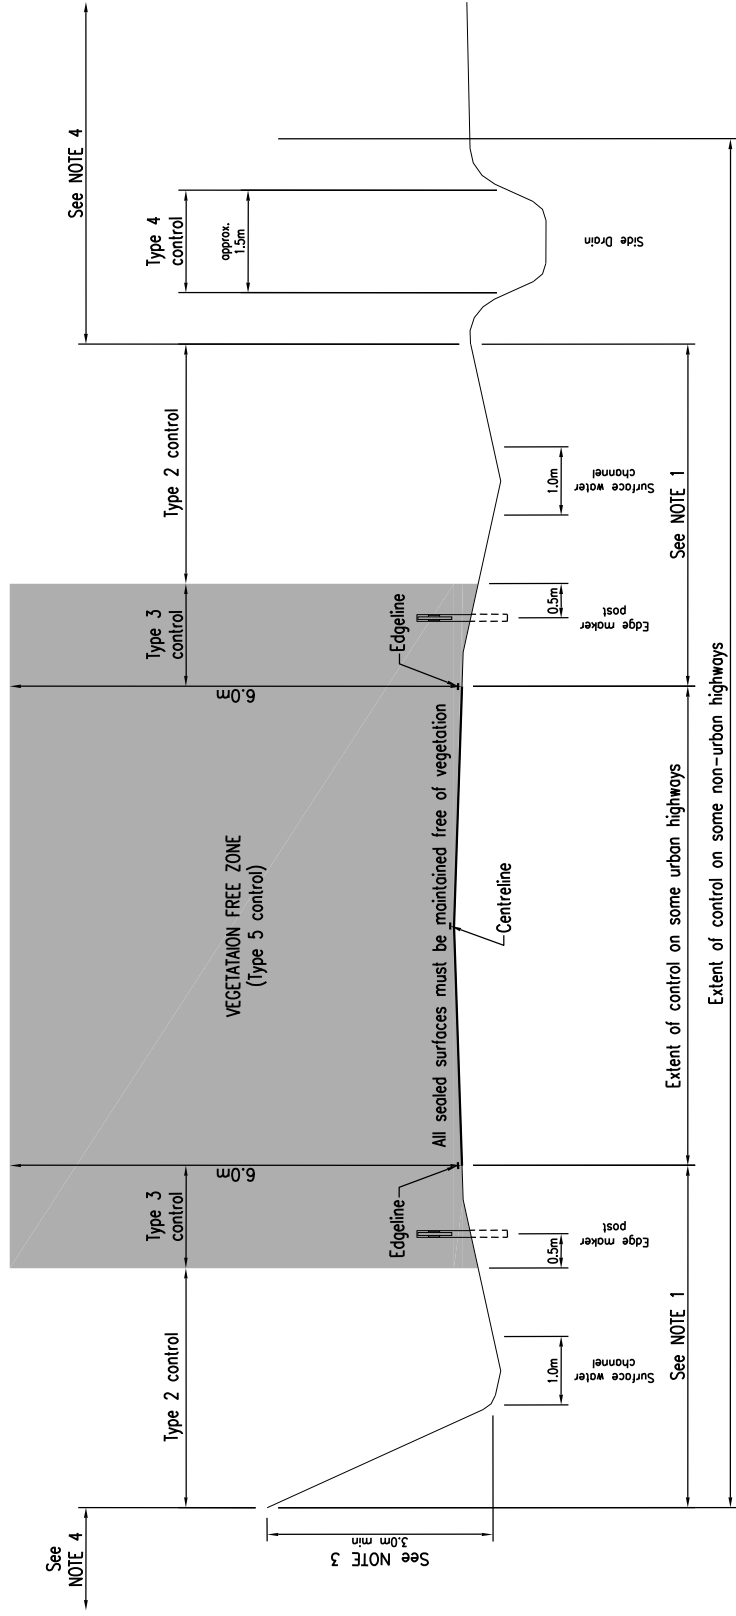 See
NOTE 4
See NOTE 4
Type 2 control
Type 3
control
Type 3
control
Type 2 control
Type 4
control
approx.
1.5m
VEGETATAION FREE ZONE
(Type 5 control)
6.0m
6.0m
See NOTE 3
3.0m min
Edgeline
All sealed surfaces must be maintained free of vegetation
Edgeline
Centreline
1.0m
Surface water
channel
0.5m
Edge maker
post
0.5m
Edge maker
post
1.0m
Surface water
channel
Side Drain
See NOTE 1
Extent of control on some urban highways
See NOTE 1
Extent of control on some non-urban highways